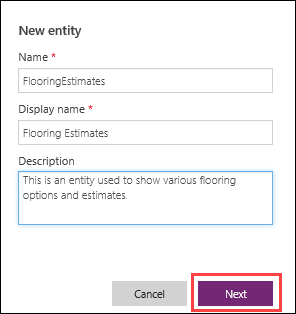 New entity
Name *
FlooringEstimates
Display name *
Flooring Estimates
Description
This is an entity used to show various flooring
options and estimates.
Cancel
Next